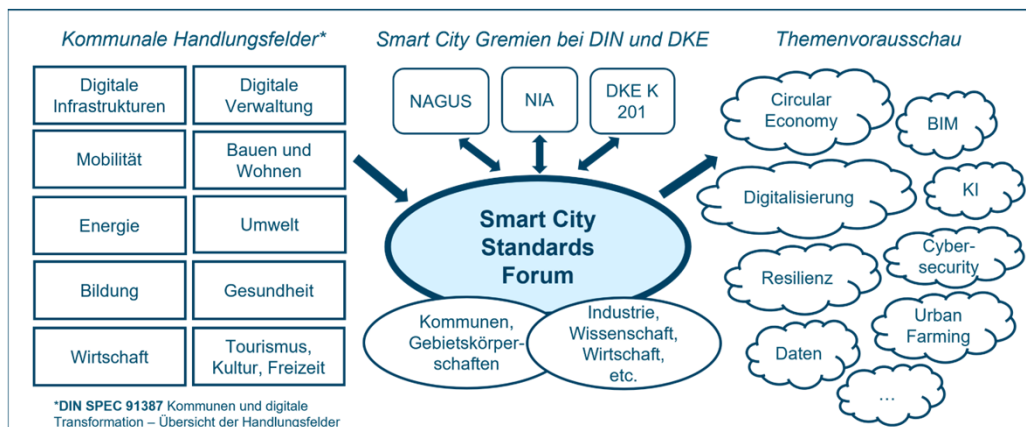 Kommunale Handlungsfelder*
Digitale
Infrastrukturen
Digitale
Verwaltung
Mobilität
Bauen und
Wohnen
Energie
Umwelt
Bildung
Gesundheit
Wirtschaft
Tourismus,
Kultur, Freizeit
*DIN SPEC 91387 Kommunen und digitale
Transformation – Übersicht der Handlungsfelder
Smart City Gremien bei DIN und DKE
NAGUS
NIA
DKE K
201
Smart City
Standards
Forum
Kommunen,
Gebietskörper-
schaften
Industrie,
Wissenschaft,
Wirtschaft,
etc.
Themenvorausschau
Circular
Economy
BIM
Digitalisierung
KI
Resilienz
Cyber-
security
Urban
Farming
Daten
...